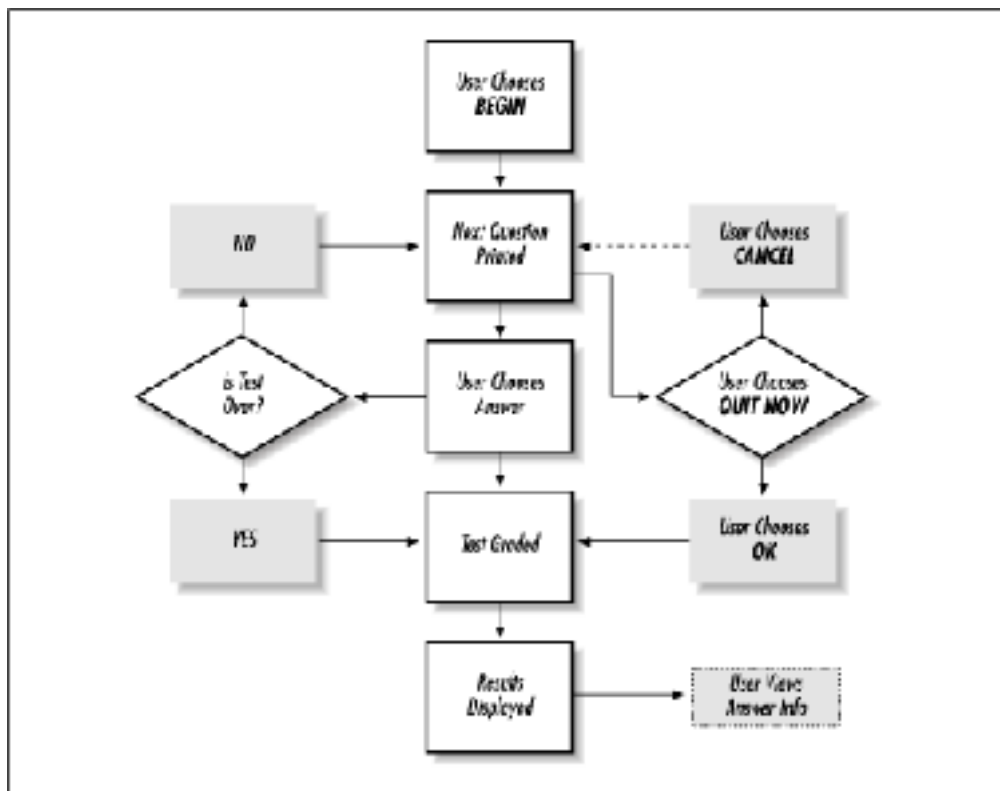 User Chooses
BEGIN
NO
Next Question
Printed
User Chooses
CANCEL
Is Test
Over?
User Chooses
Answer
User Chooses
QUIT NOW
YES
Test Graded
User Chooses
OK
Results
Displayed
User Views
Answer Info